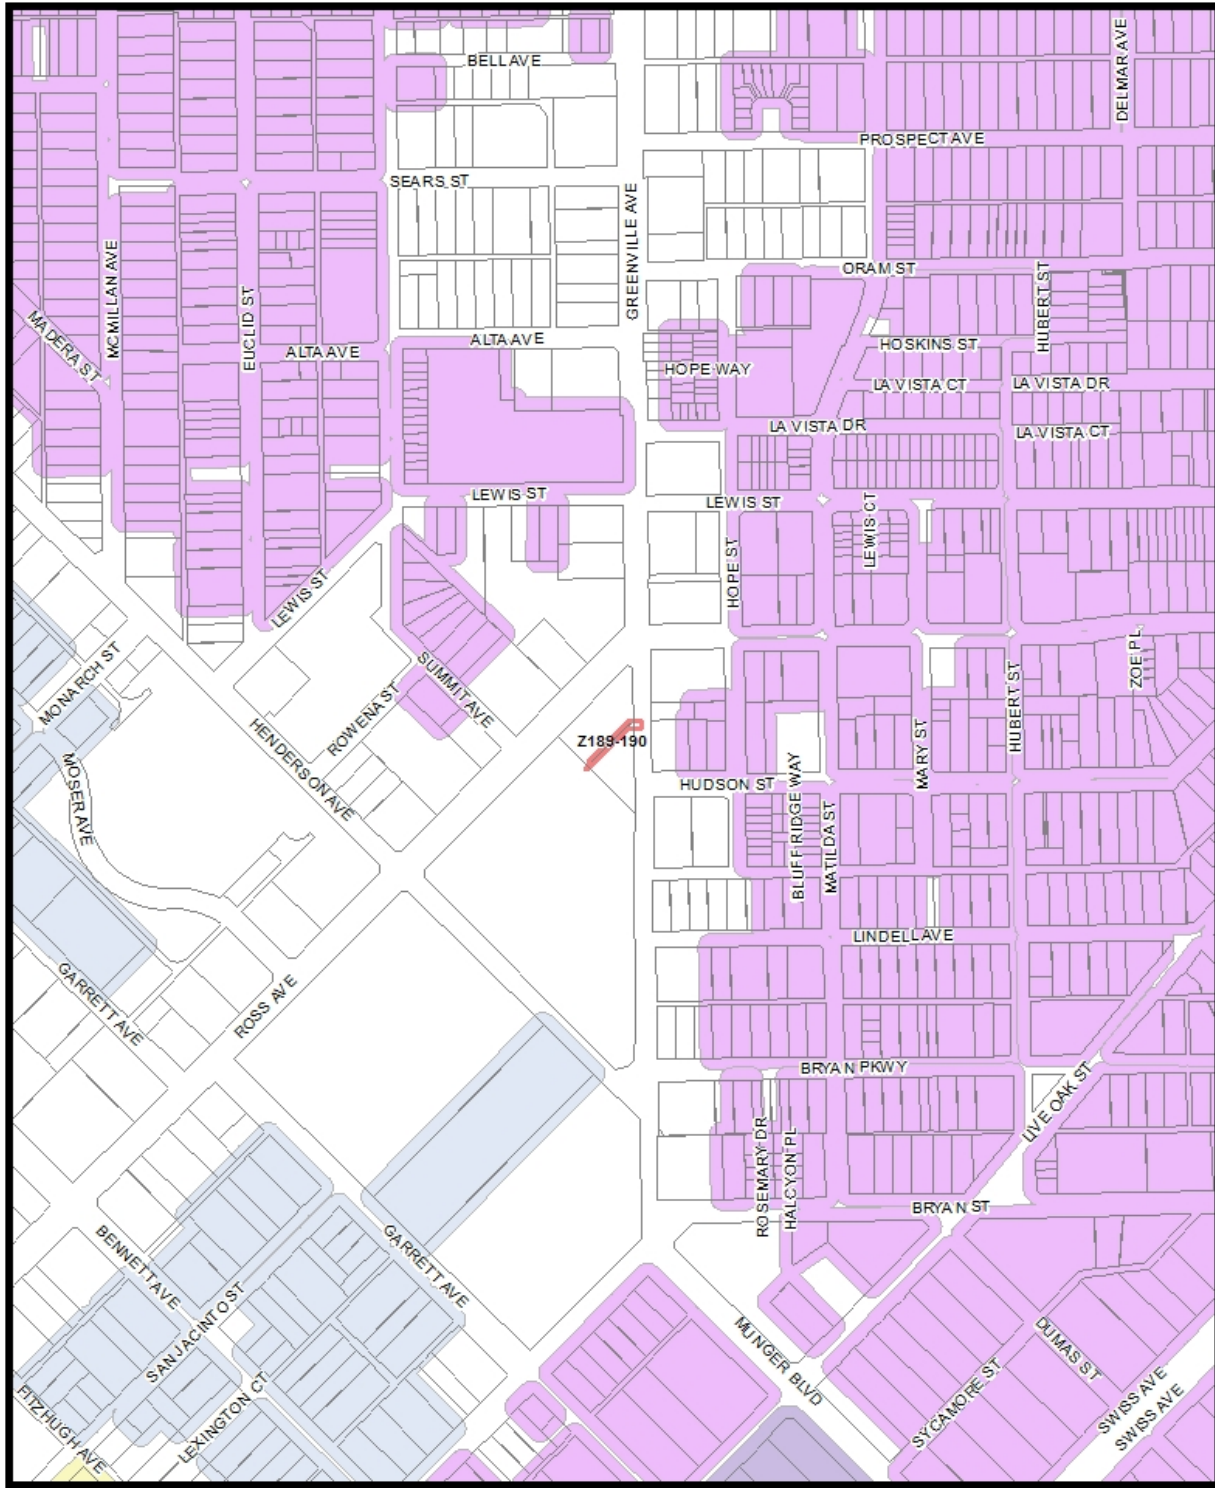 BELL AVE
DELMAR AVE
PROSPECT AVE
SEARS ST
GREENVILLE AVE
MCMILLAN AVE
EUCLID ST
ORAM ST
HUBERT ST
MADERA ST
ALTA AVE
ALTA AVE
HOSKINS ST
HOPE WAY
LA VISTA CT
LA VISTA DR
LA VISTA DR
LA VISTA CT
LEWIS ST
LEWIS ST
LEWIS CT
HOPE ST
LEWIS ST
ZOE PL
MONARCH ST
SUMMIT AVE
HUBERT ST
ROWENA ST
HENDERSON AVE
Z189-190
MARY ST
MOSER AVE
HUDSON ST
BLUFFRIDGE WAY
MATILDA ST
LINDELL AVE
GARRETT AVE
ROSS AVE
BRYAN PKWY
LIVE OAK ST
ROSEMARY DR
HALCYON PL
BRYAN ST
BENNETT AVE
GARRETT AVE
SAN JACINTO ST
MUNGER BLVD
DUMAS ST
FITZHUGH AVE
LEXINGTON CT
SYCAMORE ST
SWISS AVE
SWISS AVE